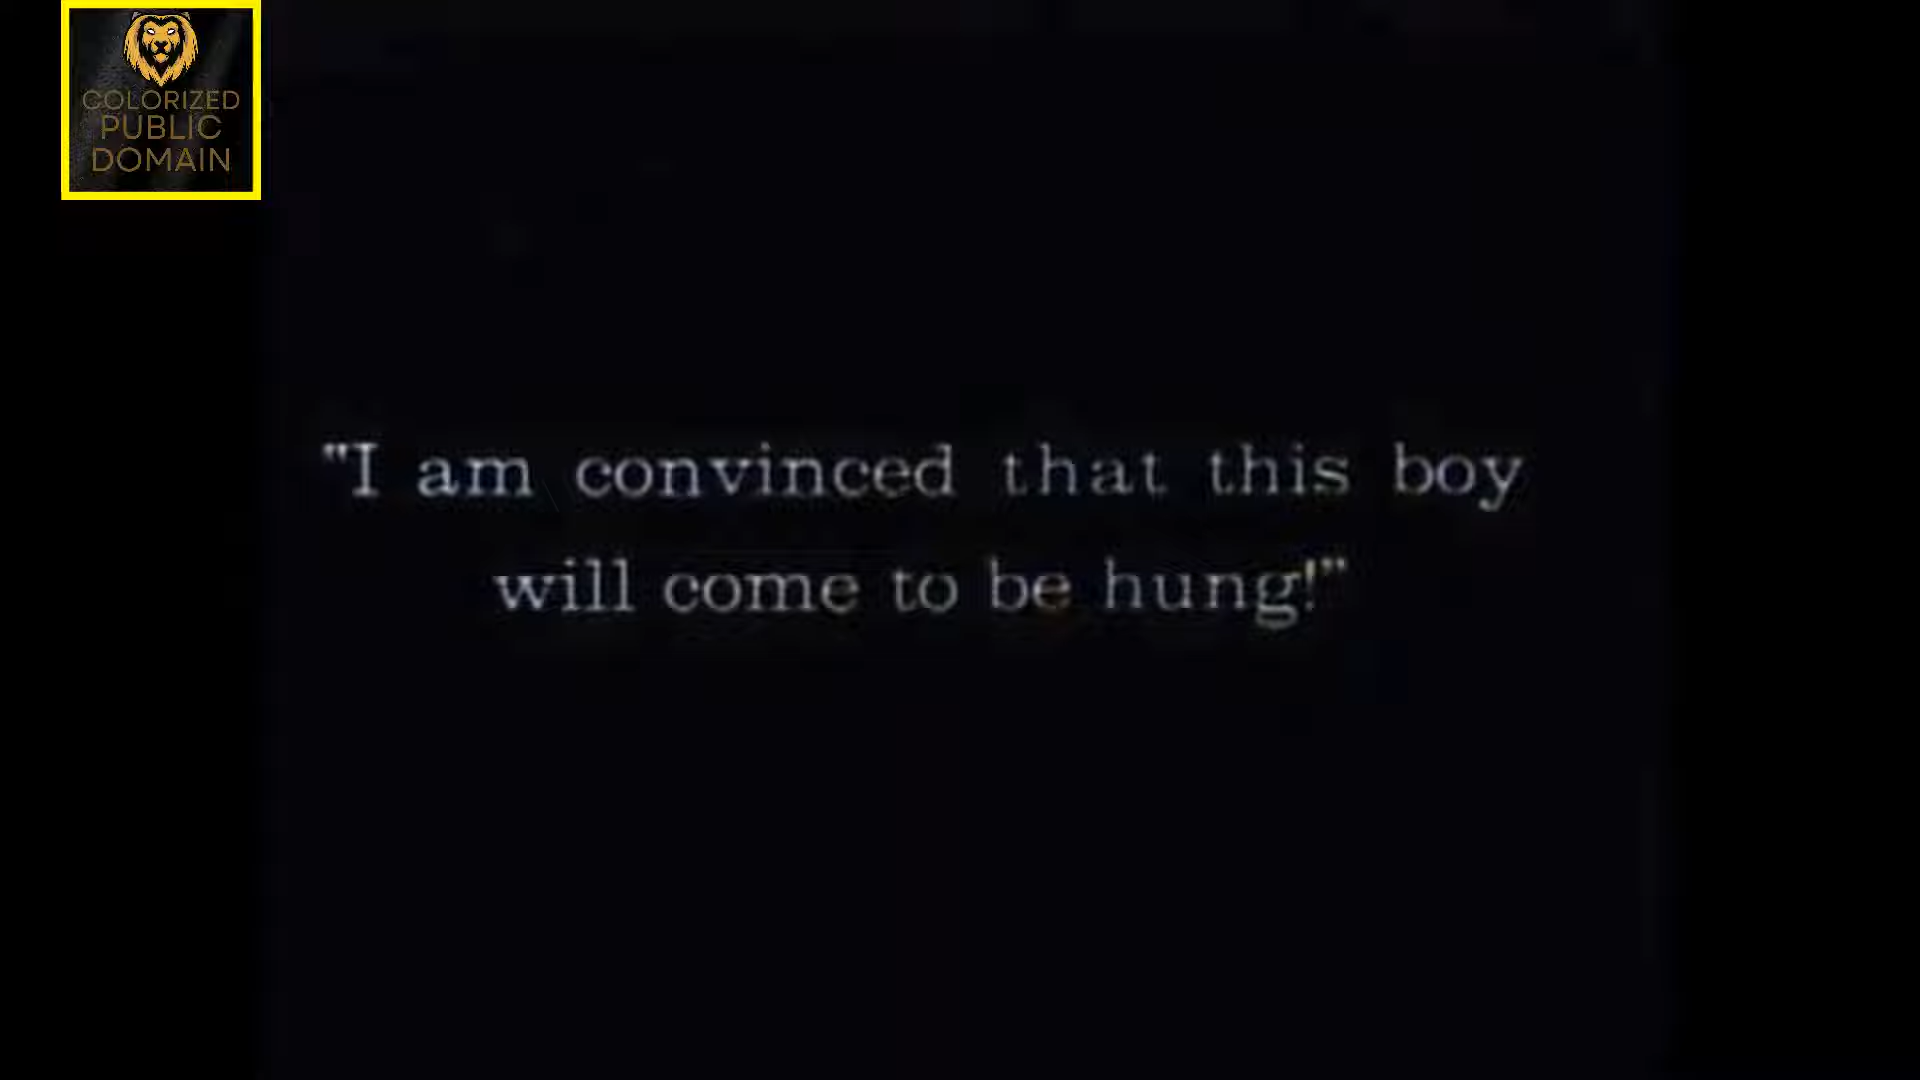 COLORIZED
PUBLIC
DOMAIN
"I am convinced that this boy
will come to be hung!"